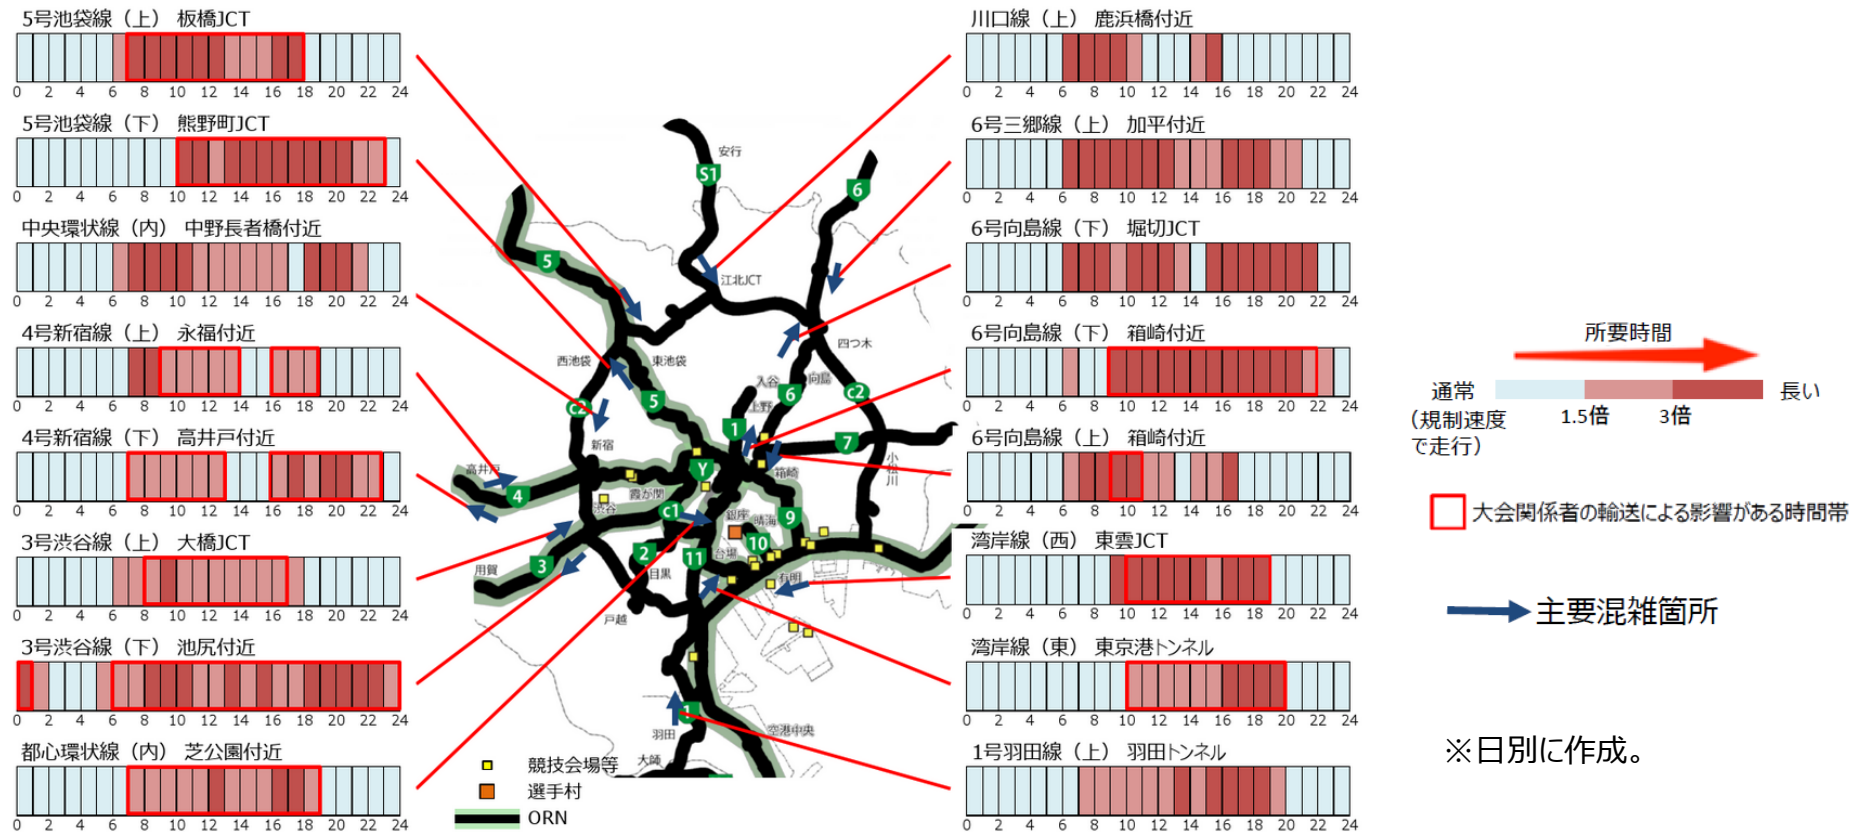 5号池袋線（上） 板橋JCT
0 2 4 6 8 10 12 14 16 18 20 22 24
5号池袋線（下） 熊野町JCT
0 2 4 6 8 10 12 14 16 18 20 22 24
中央環状線（内） 中野長者橋付近
0 2 4 6 8 10 12 14 16 18 20 22 24
4号新宿線（上） 永福付近
0 2 4 6 8 10 12 14 16 18 20 22 24
4号新宿線（下） 高井戸付近
0 2 4 6 8 10 12 14 16 18 20 22 24
3号渋谷線（上） 大橋JCT
0 2 4 6 8 10 12 14 16 18 20 22 24
3号渋谷線（下） 池尻付近
0 2 4 6 8 10 12 14 16 18 20 22 24
都心環状線（内） 芝公園付近
0 2 4 6 8 10 12 14 16 18 20 22 24
安行
S1
6
5
江北JCT
西池袋
東池袋
四つ木
入谷
向島
上野
c2
5
6
c2
1
7
新宿
高井戸
4
Y
箱崎
小松川
霞が関
渋谷
c1
銀座
晴海
9
用賀
3
2
11
台場
10
目黒
有明
戸越
1
羽田
空港中央
大師
競技会場等
選手村
ORN
川口線（上） 鹿浜橋付近
0 2 4 6 8 10 12 14 16 18 20 22 24
6号三郷線（上） 加平付近
0 2 4 6 8 10 12 14 16 18 20 22 24
6号向島線（下） 堀切JCT
0 2 4 6 8 10 12 14 16 18 20 22 24
6号向島線（下） 箱崎付近
0 2 4 6 8 10 12 14 16 18 20 22 24
6号向島線（上） 箱崎付近
0 2 4 6 8 10 12 14 16 18 20 22 24
湾岸線（西） 東雲JCT
0 2 4 6 8 10 12 14 16 18 20 22 24
湾岸線（東） 東京港トンネル
0 2 4 6 8 10 12 14 16 18 20 22 24
1号羽田線（上） 羽田トンネル
0 2 4 6 8 10 12 14 16 18 20 22 24
所要時間
通常
長い
（規制速度
で走行）
1.5倍
3倍
大会関係者の輸送による影響がある時間帯
主要混雑箇所
※日別に作成。